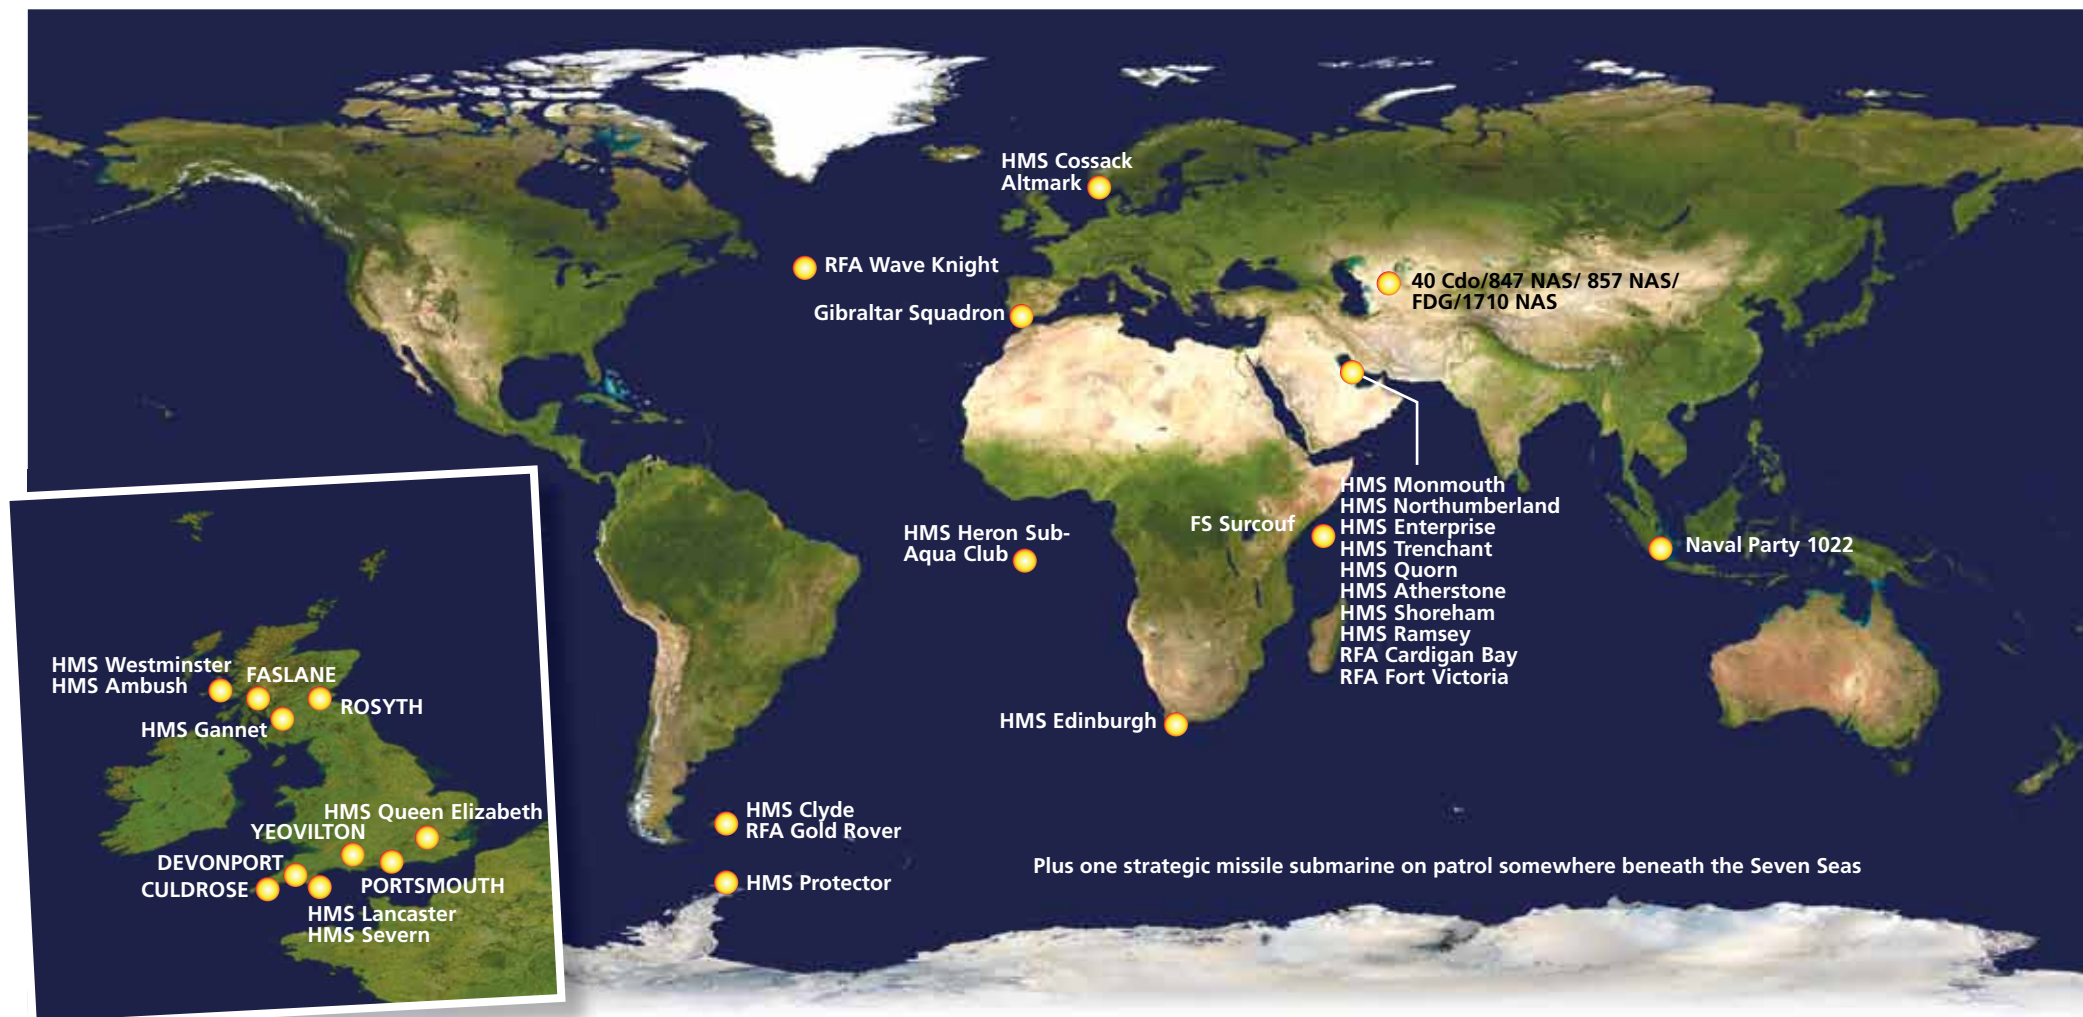 HMS Cossack
Altmark
RFA Wave Knight
Gibraltar Squadron
40 Cdo/847 NAS/ 857 NAS/
FDG/1710 NAS
HMS Monmouth
HMS Northumberland
HMS Enterprise
HMS Trenchant
HMS Quorn
HMS Atherstone
HMS Shoreham
HMS Ramsey
RFA Cardigan Bay
RFA Fort Victoria
FS Surcouf
HMS Heron Sub-
Aqua Club
Naval Party 1022
HMS Edinburgh
HMS Clyde
RFA Gold Rover
HMS Protector
Plus one strategic missile submarine on patrol somewhere beneath the Seven Seas
HMS Westminster
HMS Ambush
FASLANE
ROSYTH
HMS Gannet
HMS Queen Elizabeth
YEOVILTON
DEVONPORT
CULDROSE
PORTSMOUTH
HMS Lancaster
HMS Severn